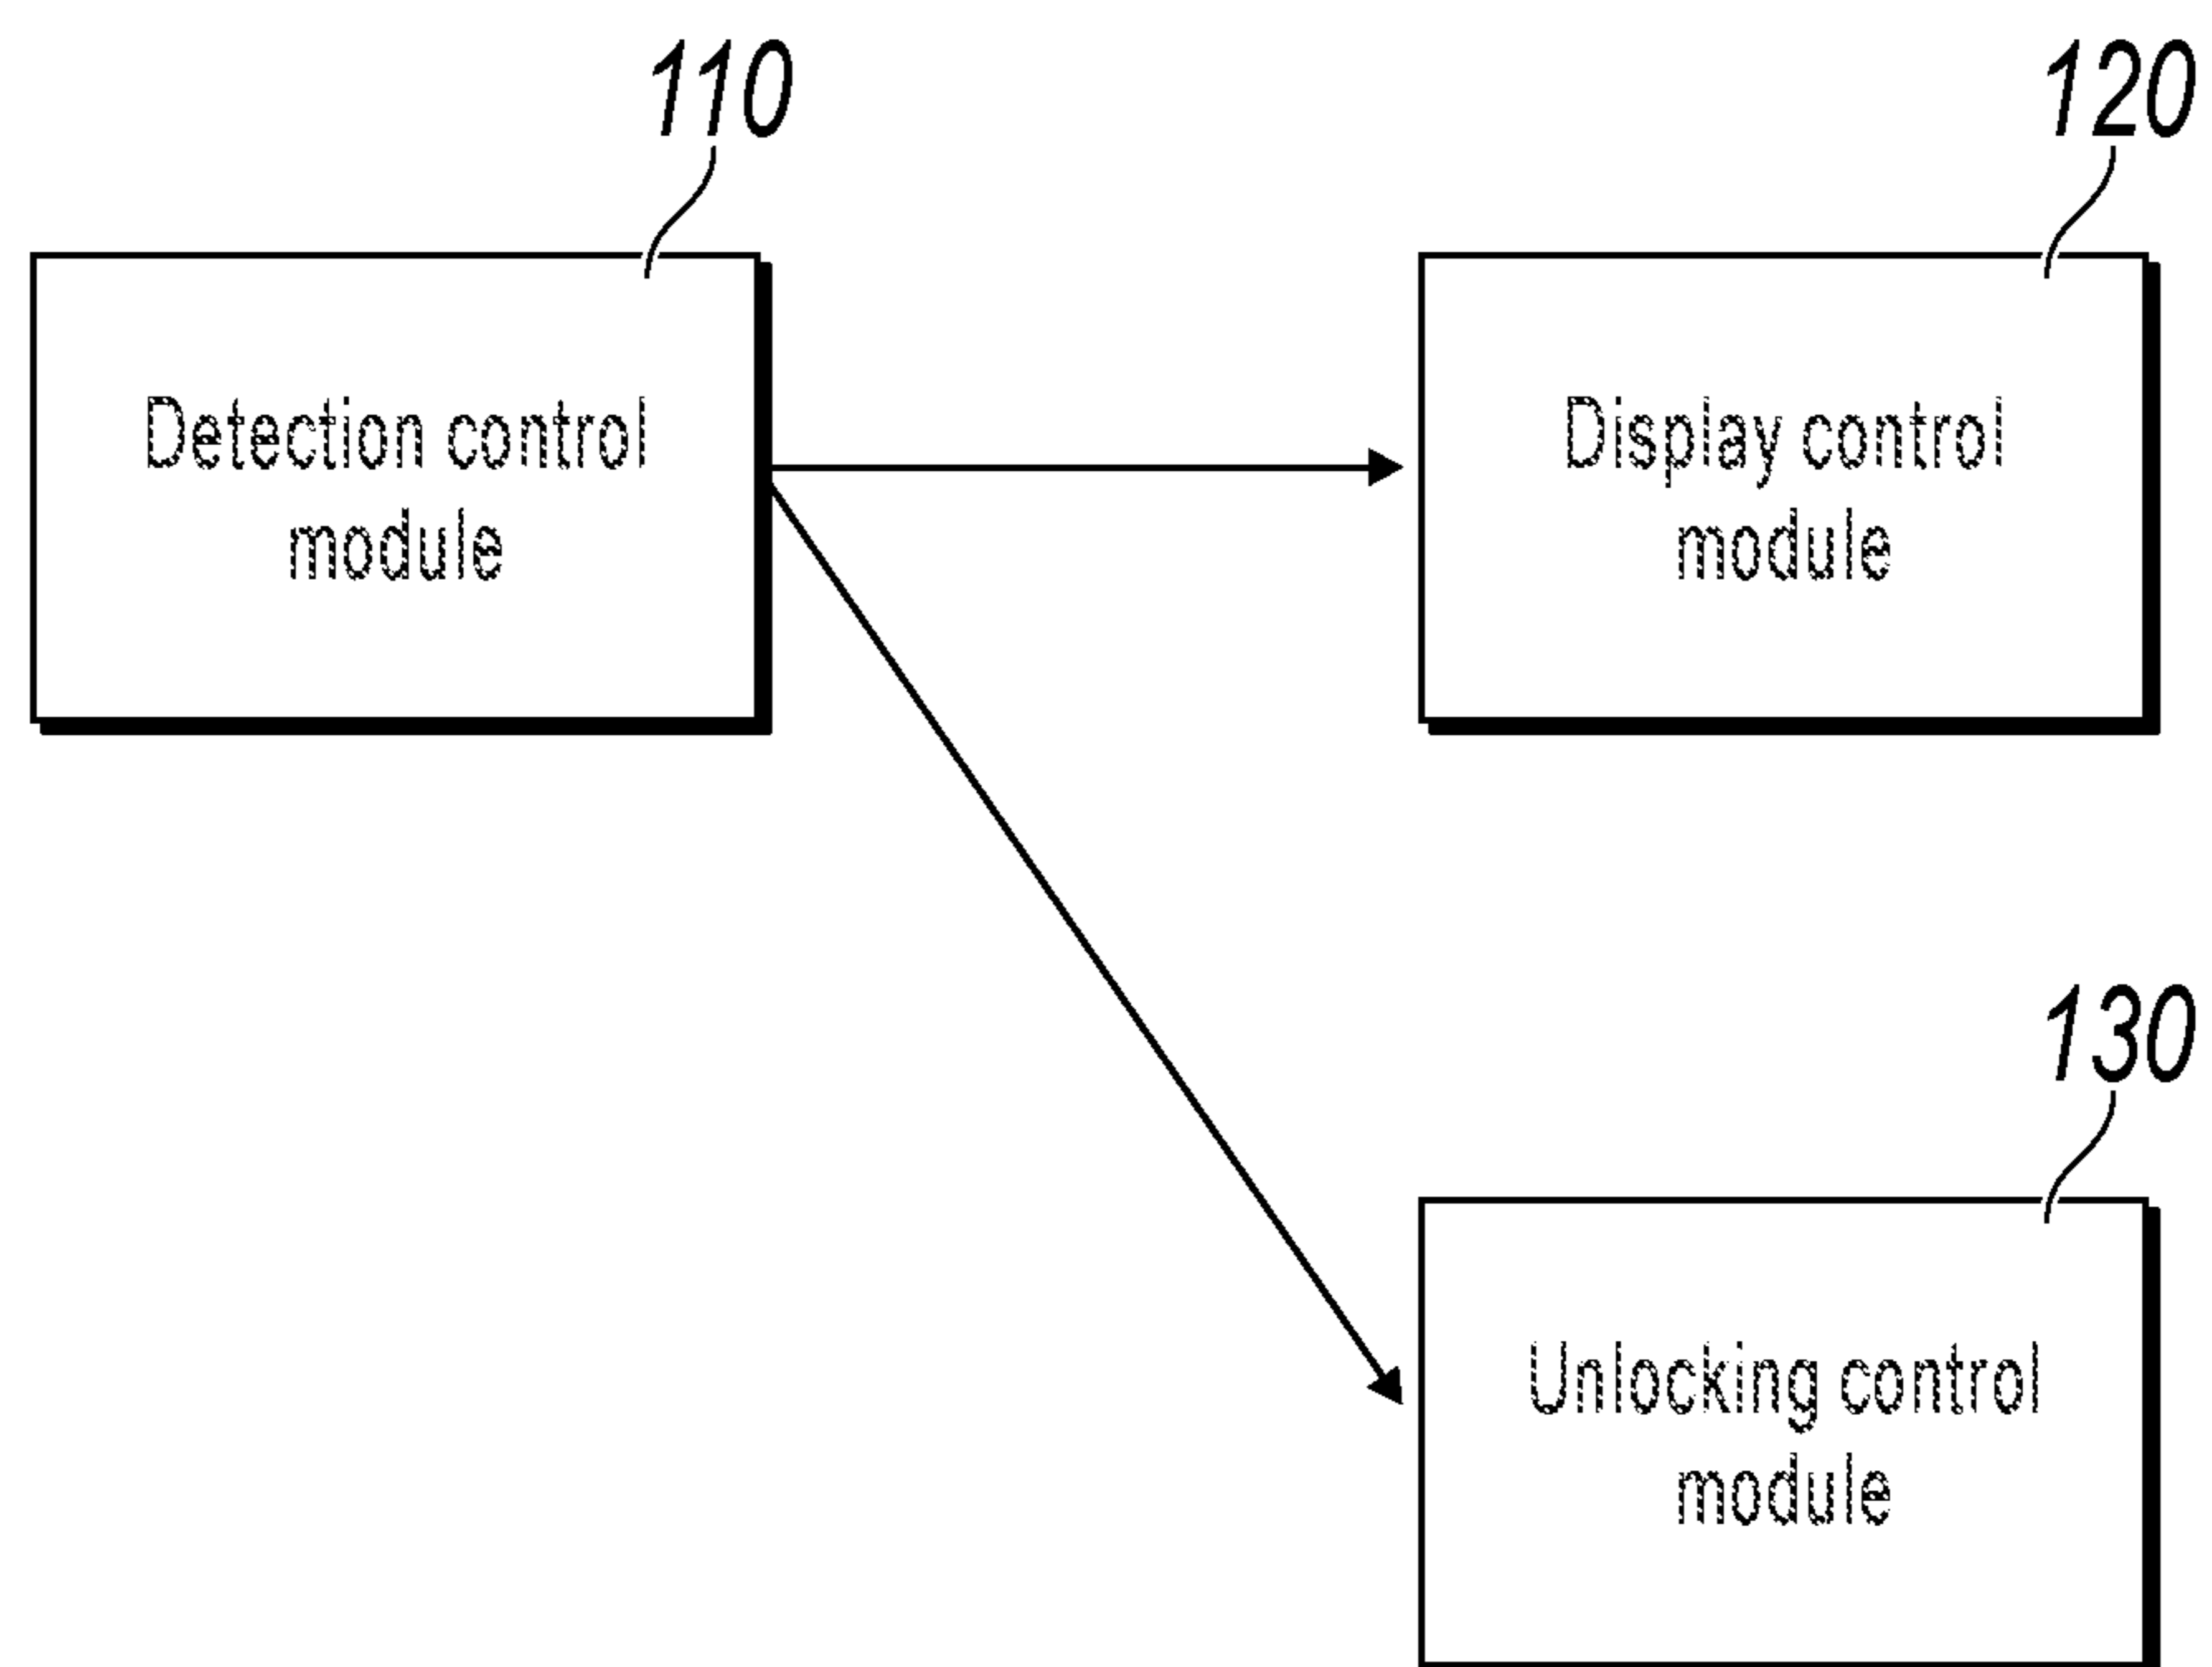 110
120
Detection control
module
Display control
module
130
Unlocking control
module